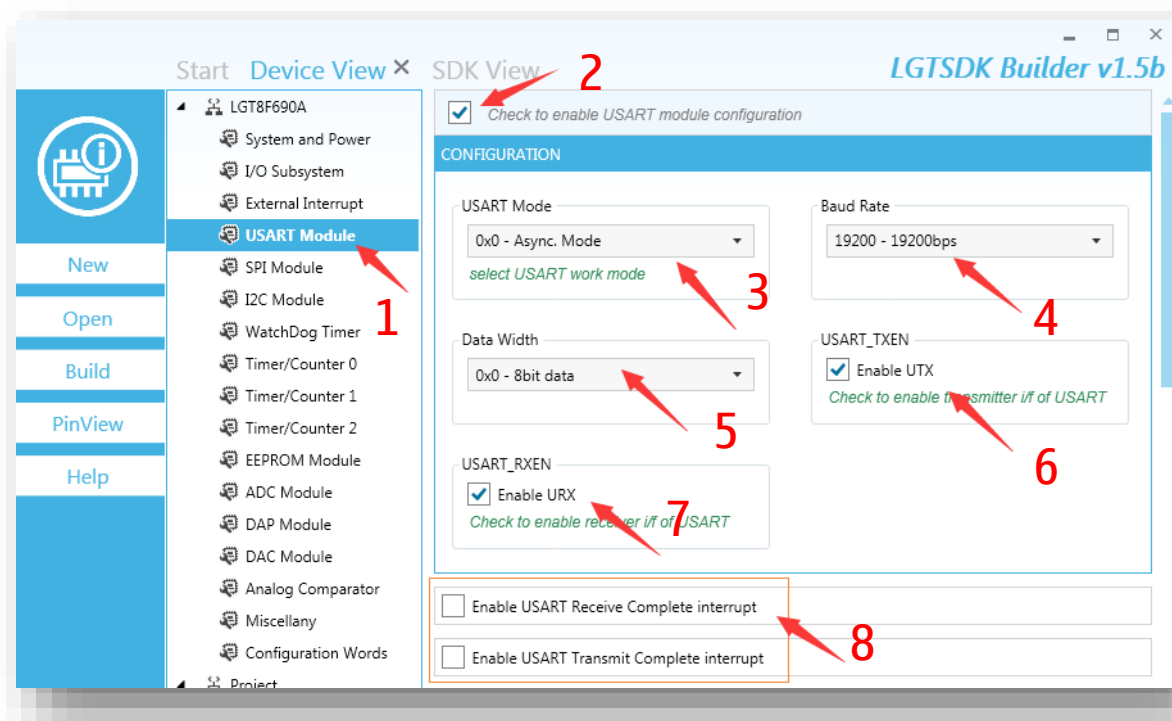 Start Device View × SDK View
LGTSDK Builder v1.5b
New
Open
Build
PinView
Help
LGT8F690A
System and Power
I/O Subsystem
External Interrupt
USART Module
SPI Module
I2C Module
WatchDog Timer
Timer/Counter 0
Timer/Counter 1
Timer/Counter 2
EEPROM Module
ADC Module
DAP Module
DAC Module
Analog Comparator
Miscellany
Configuration Words
Project
1
2
Check to enable USART module configuration
CONFIGURATION
USART Mode
0x0 - Async. Mode
select USART work mode
3
Baud Rate
19200 - 19200bps
4
Data Width
0x0 - 8bit data
5
USART_TXEN
Enable UTX
Check to enable transmitter i/f of USART
6
USART_RXEN
Enable URX
Check to enable receiver i/f of USART
7
Enable USART Receive Complete interrupt
Enable USART Transmit Complete interrupt
8